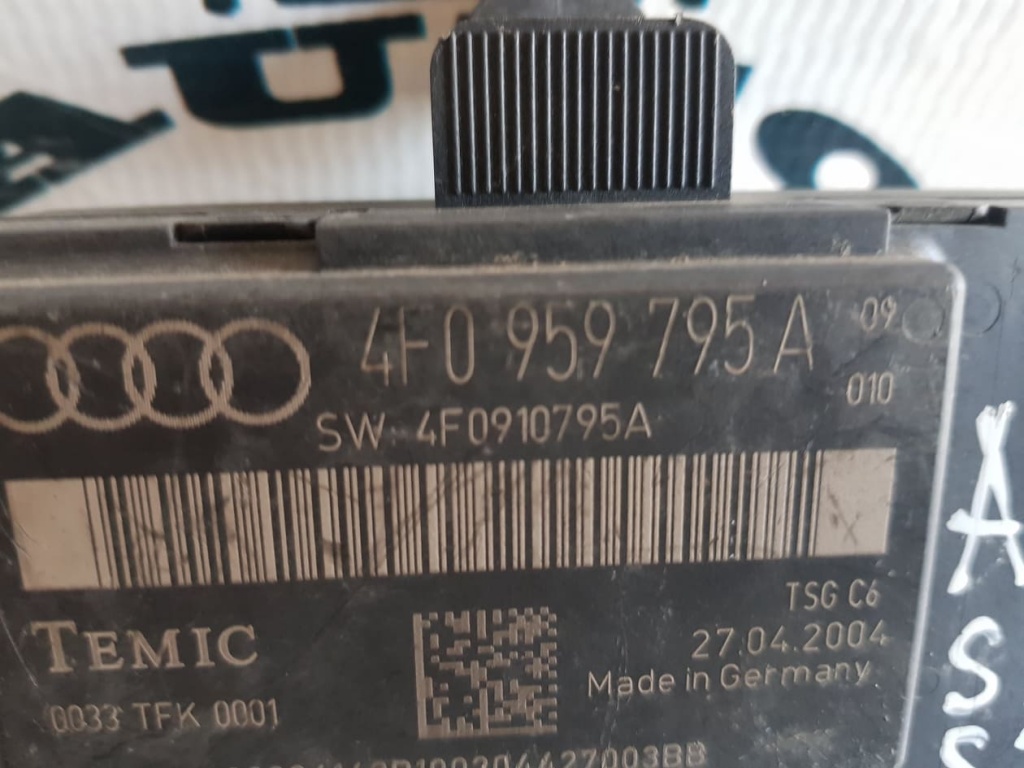 4F0 959 795 A 09
010
SW 4F0910795A
TSG C6
TEMIC
27.04.2004
Made in Germany
0033 TFK 0001
A
S